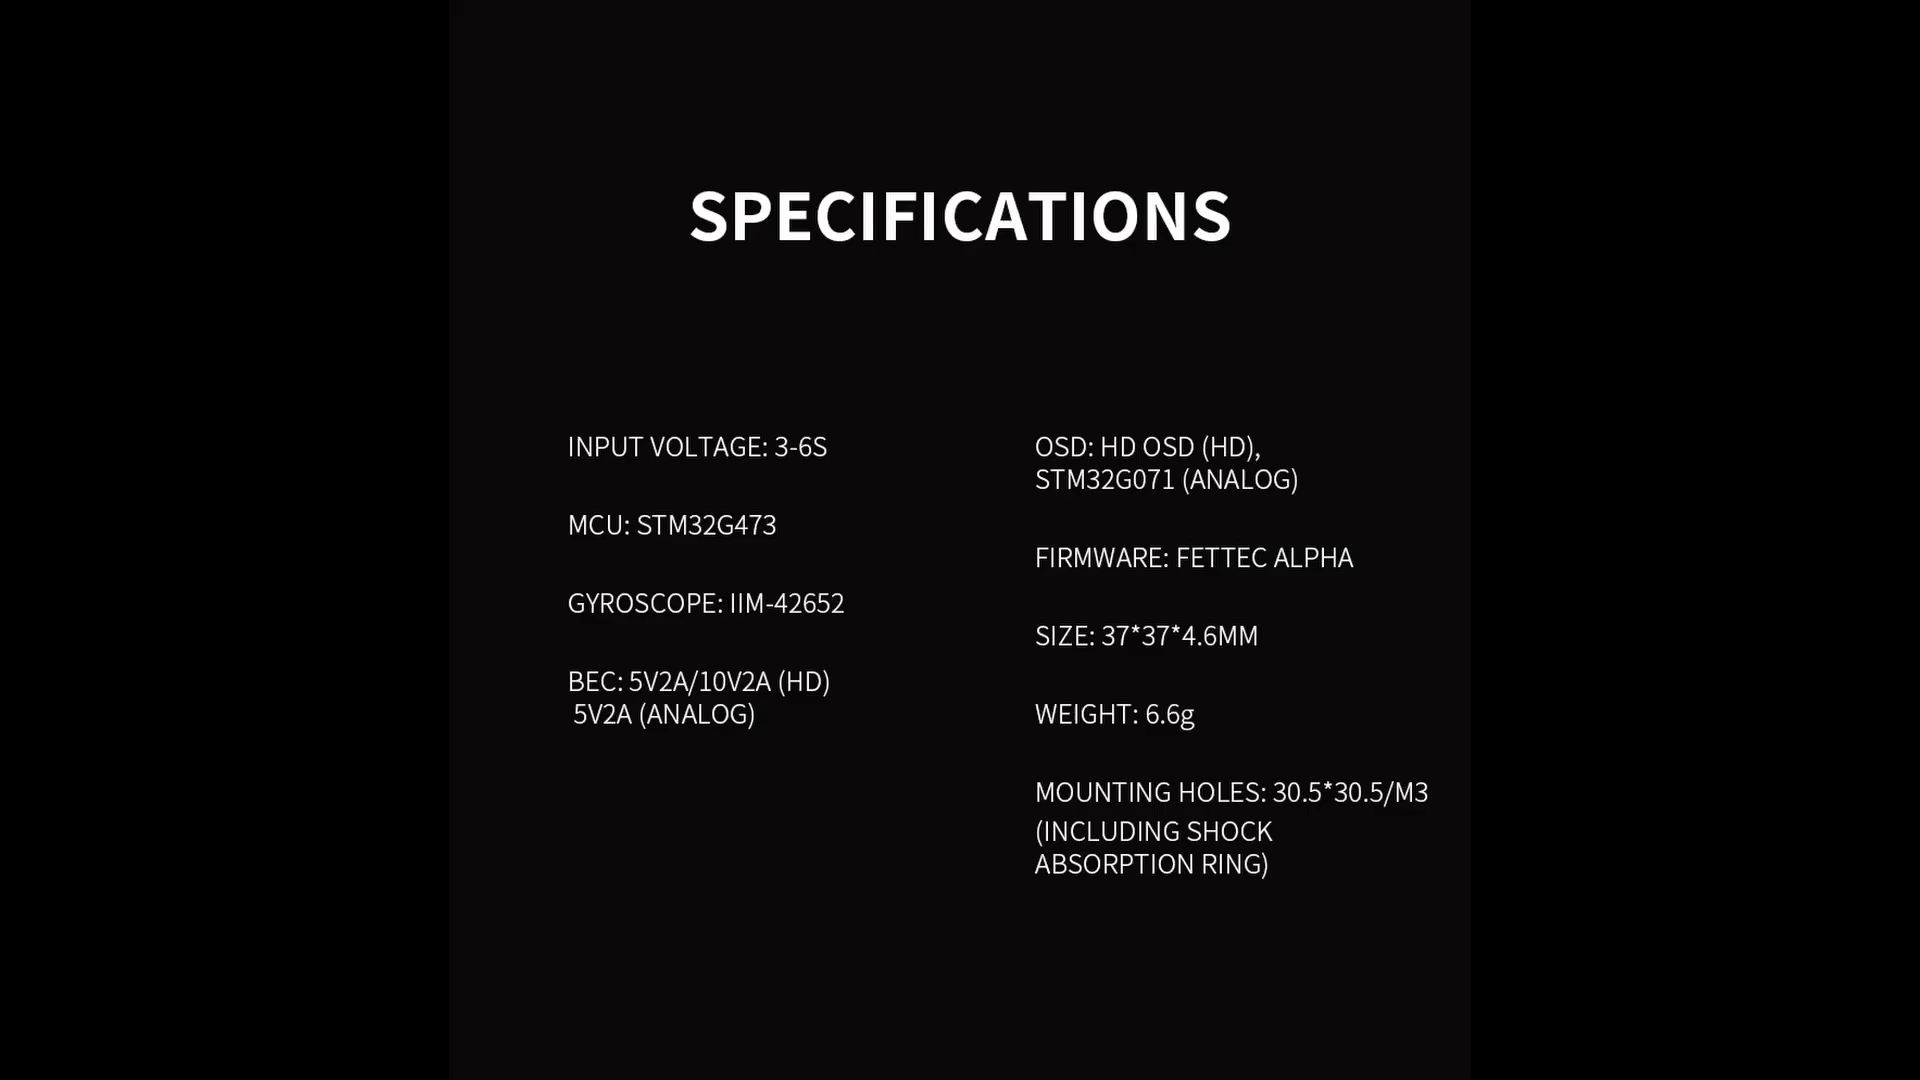 SPECIFICATIONS
INPUT VOLTAGE: 3-6S
MCU: STM32G473
GYROSCOPE: IIM-42652
BEC: 5V2A/10V2A (HD)
5V2A (ANALOG)
OSD: HD OSD (HD),
STM32G071 (ANALOG)
FIRMWARE: FETTEC ALPHA
SIZE: 37*37*4.6MM
WEIGHT: 6.6g
MOUNTING HOLES: 30.5*30.5/M3
(INCLUDING SHOCK
ABSORPTION RING)